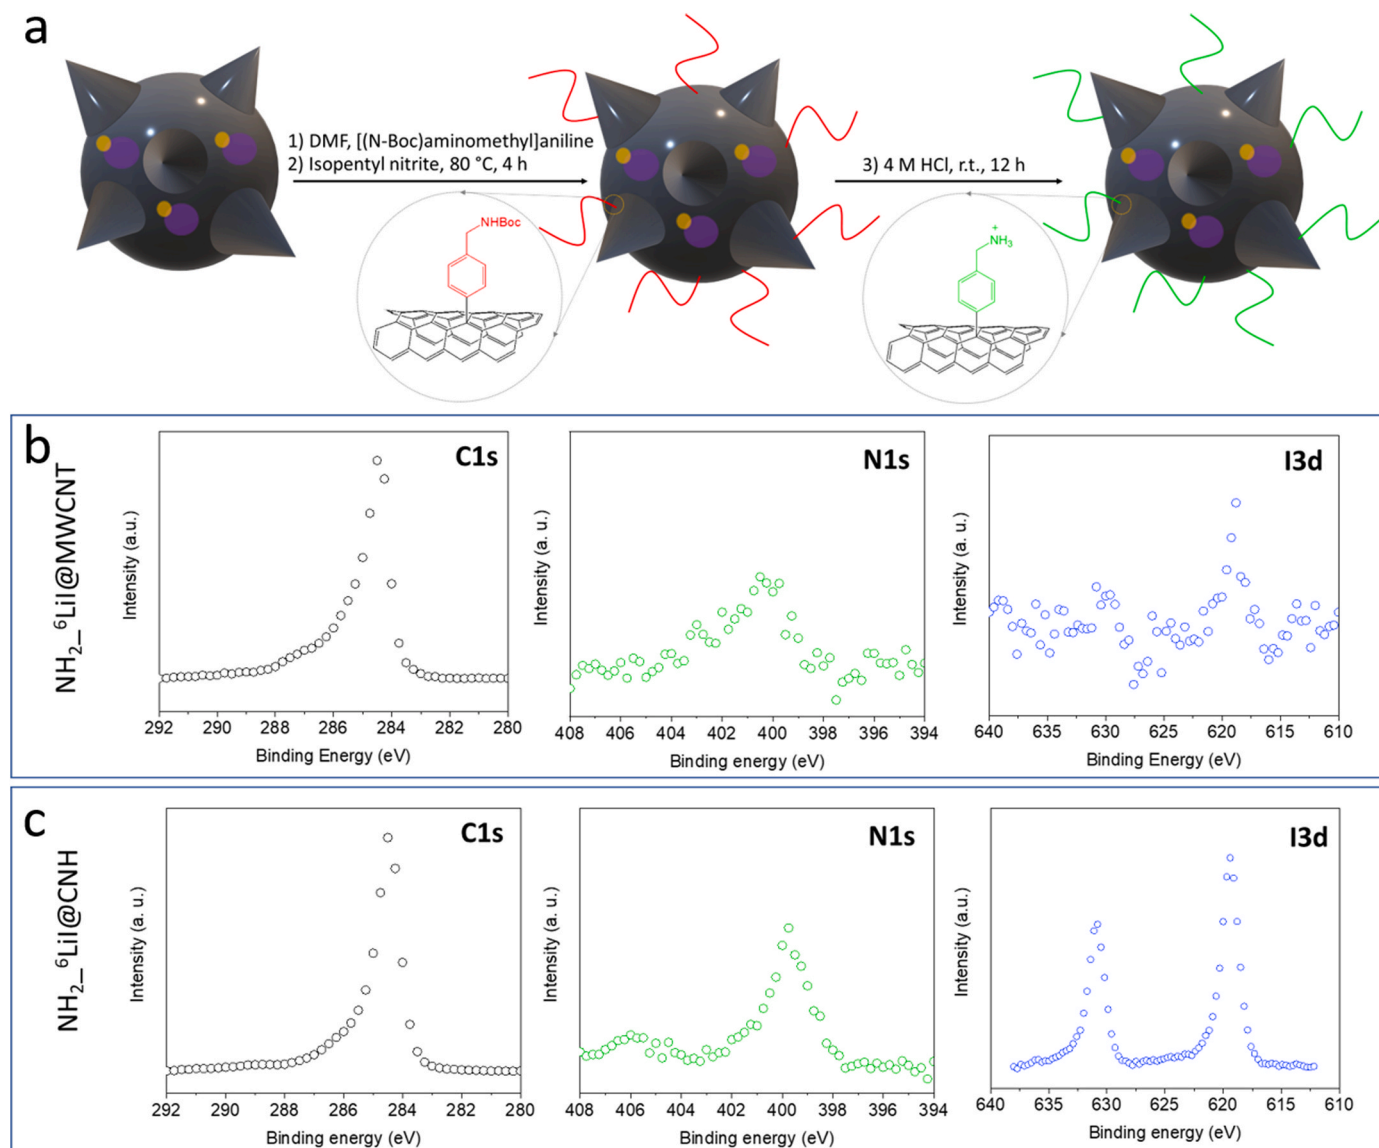 a
1) DMF, [(N-Boc)aminomethyl]aniline
2) Isopentyl nitrite, 80 °C, 4 h
3) 4 M HCl, r.t., 12 h
NHBoc
+
NH₃
b
NH₂_⁶LiI@MWCNT
C1s
Intensity (a.u.)
292 290 288 286 284 282 280
Binding Energy (eV)
N1s
Intensity (a. u.)
408 406 404 402 400 398 396 394
Binding energy (eV)
I3d
Intensity (a. u.)
640 635 630 625 620 615 610
Binding Energy (eV)
c
NH₂_⁶LiI@CNH
C1s
Intensity (a. u.)
292 290 288 286 284 282 280
Binding energy (eV)
N1s
Intensity (a. u.)
408 406 404 402 400 398 396 394
Binding energy (eV)
I3d
Intensity (a.u.)
640 635 630 625 620 615 610
Binding energy (eV)